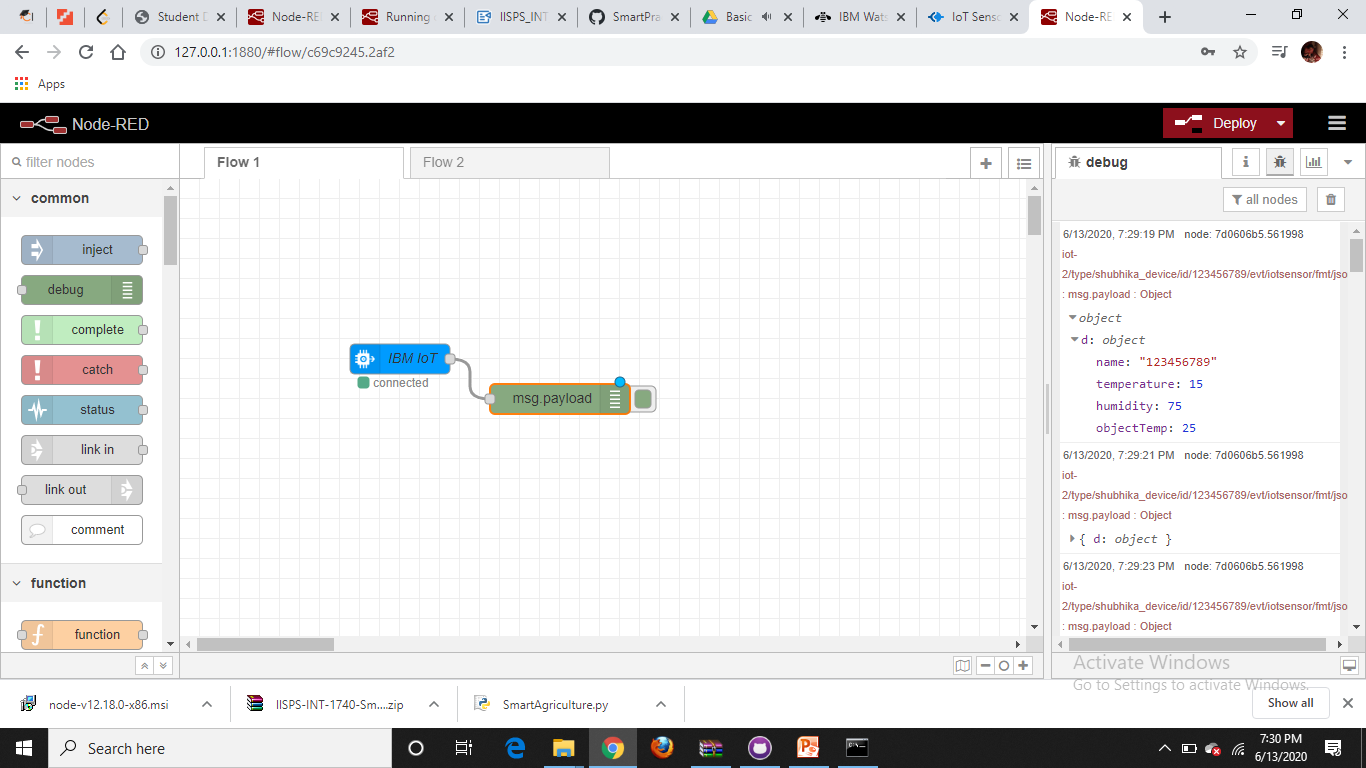 Student D
Node-RE
Running
IISPS_INT
SmartPra
Basic
IBM Wat
IoT Senso
Node-RE
127.0.0.1:1880/#flow/c69c9245.2af2
Apps
Node-RED
Deploy
filter nodes
Flow 1
Flow 2
debug
all nodes
common
inject
debug
complete
catch
status
link in
link out
comment
function
function
IBM IoT
connected
msg.payload
6/13/2020, 7:29:19 PM node: 7d0606b5.561998
iot-
2/type/shubhika_device/id/123456789/evt/iotsensor/fmt/jso
: msg.payload : Object
object
d: object
name: "123456789"
temperature: 15
humidity: 75
objectTemp: 25
6/13/2020, 7:29:21 PM node: 7d0606b5.561998
iot-
2/type/shubhika_device/id/123456789/evt/iotsensor/fmt/jso
: msg.payload : Object
{ d: object }
6/13/2020, 7:29:23 PM node: 7d0606b5.561998
iot-
2/type/shubhika_device/id/123456789/evt/iotsensor/fmt/jso
: msg.payload : Object
Activate Windows
Go to Settings to activate Windows.
node-v12.18.0-x86.msi
IISPS-INT-1740-Sm....zip
SmartAgriculture.py
Show all
Search here
7:30 PM
6/13/2020